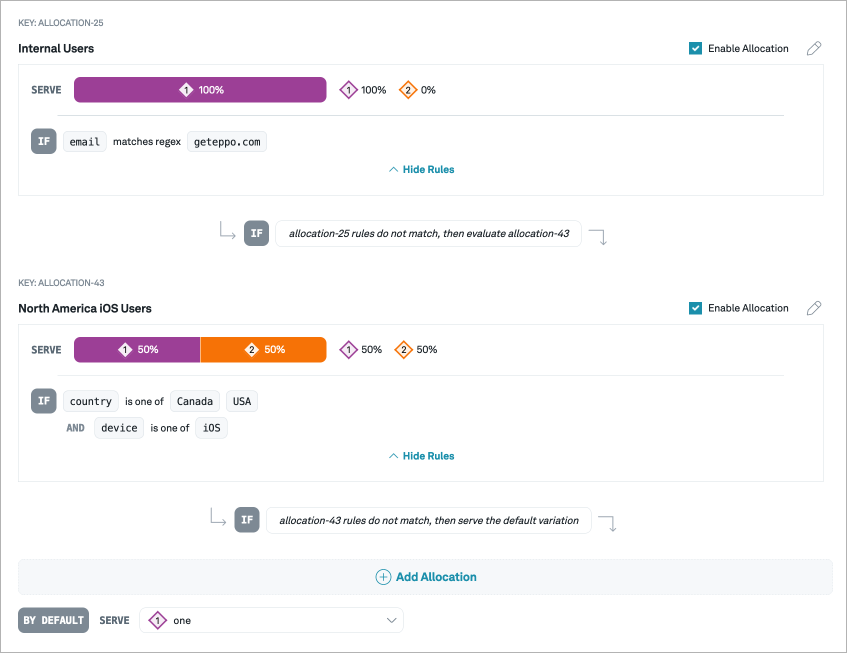 KEY: ALLOCATION-25
Internal Users Enable Allocation
SERVE 1 100% 1 100% 2 0%
IF email matches regex geteppo.com
Hide Rules
IF allocation-25 rules do not match, then evaluate allocation-43
KEY: ALLOCATION-43
North America iOS Users Enable Allocation
SERVE 1 50% 2 50% 1 50% 2 50%
IF country is one of Canada USA
AND device is one of iOS
Hide Rules
IF allocation-43 rules do not match, then serve the default variation
Add Allocation
BY DEFAULT SERVE 1 one